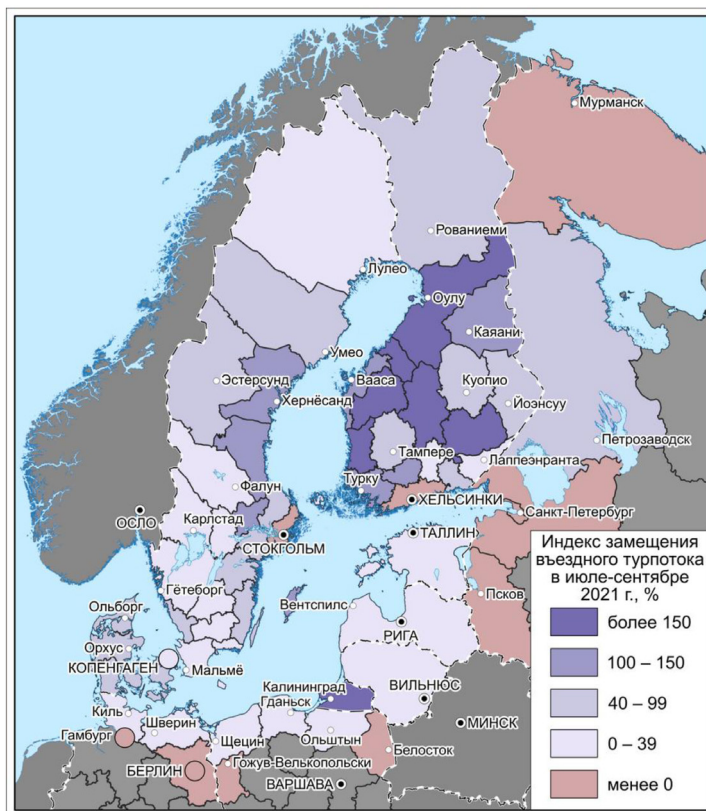 Мурманск
Рованиеми
Лулео
Оулу
Каяани
Умео
Эстерсунд
Вааса
Куопио
Хернёсанд
Йоэнсуу
Тампере
Петрозаводск
Лаппеэнранта
Фалун
Турку
ХЕЛЬСИНКИ
ОСЛО
Карлстад
Санкт-Петербург
СТОКГОЛЬМ
ТАЛЛИН
Гётеборг
Вентспилс
Псков
Ольборг
РИГА
Орхус
КОПЕНГАГЕН
Мальмё
Калининград
ВИЛЬНЮС
Гданьск
Киль
Шверин
МИНСК
Гамбург
Щецин
Ольштын
Белосток
БЕРЛИН
Гожув-Велькопольски
ВАРШАВА
Индекс замещения
въездного турпотока
в июле-сентябре
2021 г., %
более 150
100 – 150
40 – 99
0 – 39
менее 0